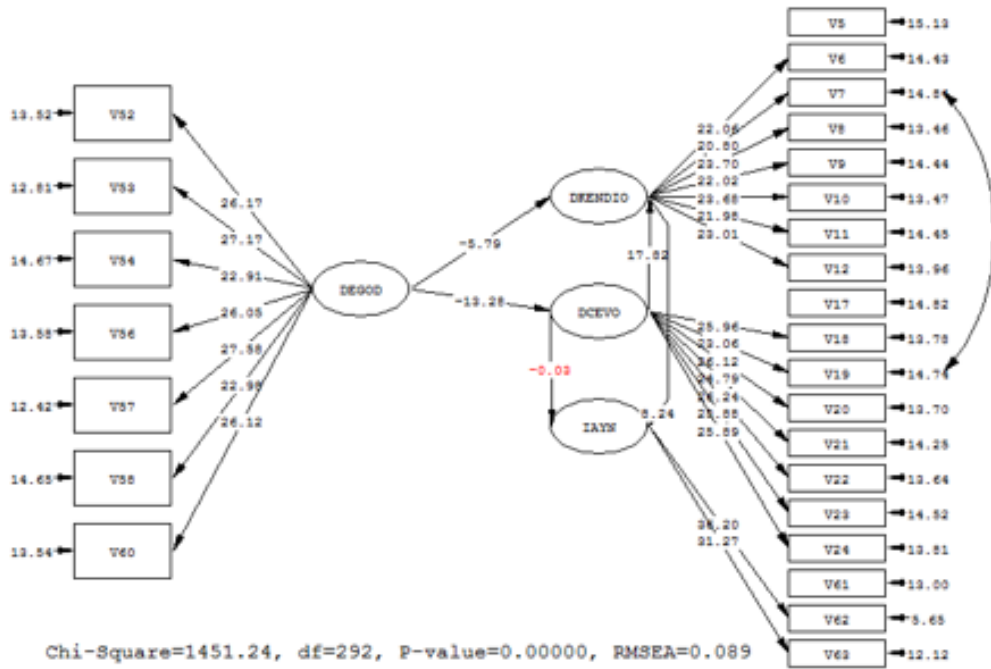 13.52 V52
12.81 V53
14.67 V54
13.58 V56
12.42 V57
14.65 V58
13.54 V60
26.17
27.17
22.91
26.05
27.58
22.98
26.12
DEGOD
-5.79
-13.28
DKENDIO
17.82
DCEVO
-0.03
IAYN
8.24
22.06
20.80
23.70
22.02
23.68
21.98
23.01
25.96
23.06
25.88
25.89
31.27
V5 15.13
V6 14.43
V7
V8 13.46
V9 14.44
V10 13.47
V11 14.45
V12 13.96
V17 14.82
V18 13.78
V19 14.74
V20 13.70
V21 14.25
V22 13.64
V23 14.52
V24 13.81
V61 13.00
V62 5.65
V63 12.12
Chi-Square=1451.24, df=292, P-value=0.00000, RMSEA=0.089